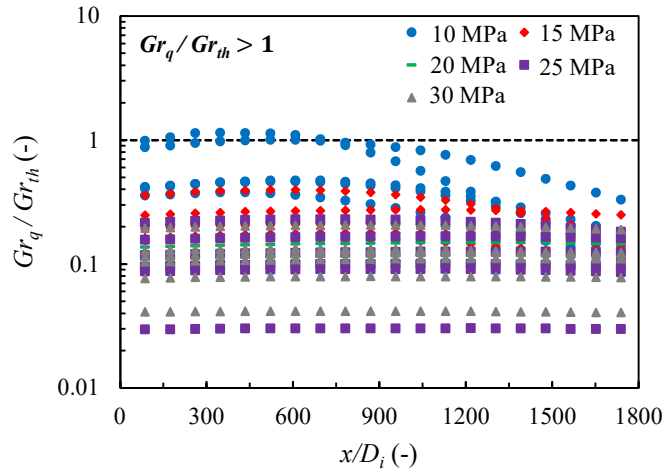 10
1
0.1
0.01
Gr_q / Gr_th (-)
Gr_q / Gr_th > 1
10 MPa
15 MPa
20 MPa
25 MPa
30 MPa
0 300 600 900 1200 1500 1800
x/D_i (-)